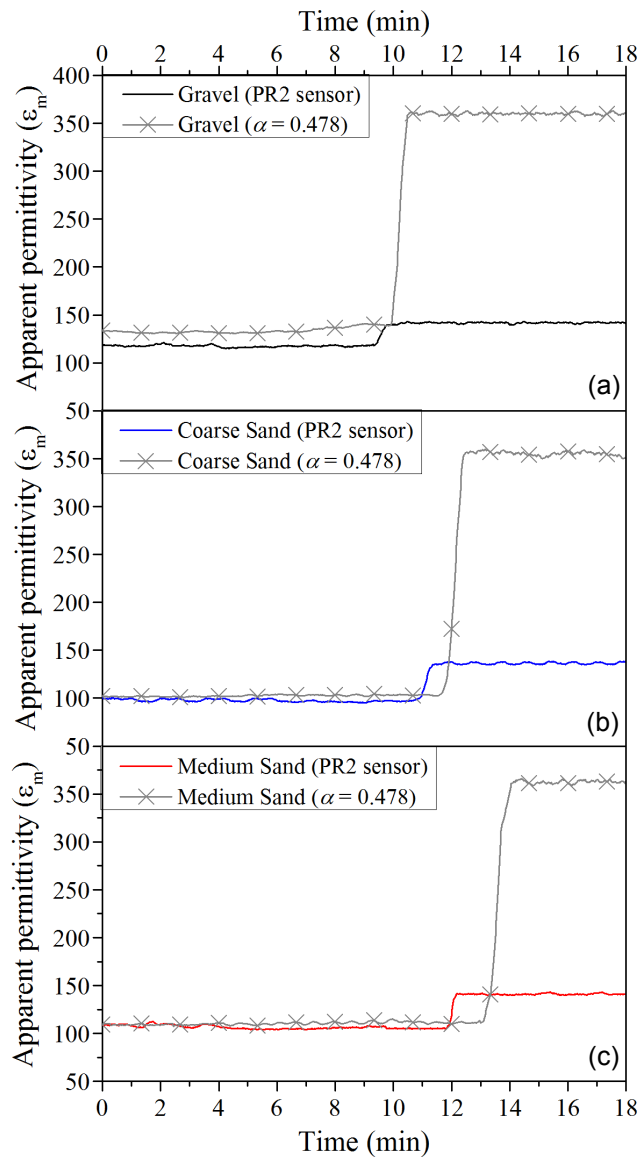 Time (min)
0 2 4 6 8 10 12 14 16 18
Apparent permittivity (εm)
400
350
300
250
200
150
100
50
Gravel (PR2 sensor)
Gravel (α = 0.478)
(a)
Apparent permittivity (εm)
350
300
250
200
150
100
50
Coarse Sand (PR2 sensor)
Coarse Sand (α = 0.478)
(b)
Apparent permittivity (εm)
350
300
250
200
150
100
50
Medium Sand (PR2 sensor)
Medium Sand (α = 0.478)
(c)
0 2 4 6 8 10 12 14 16 18
Time (min)